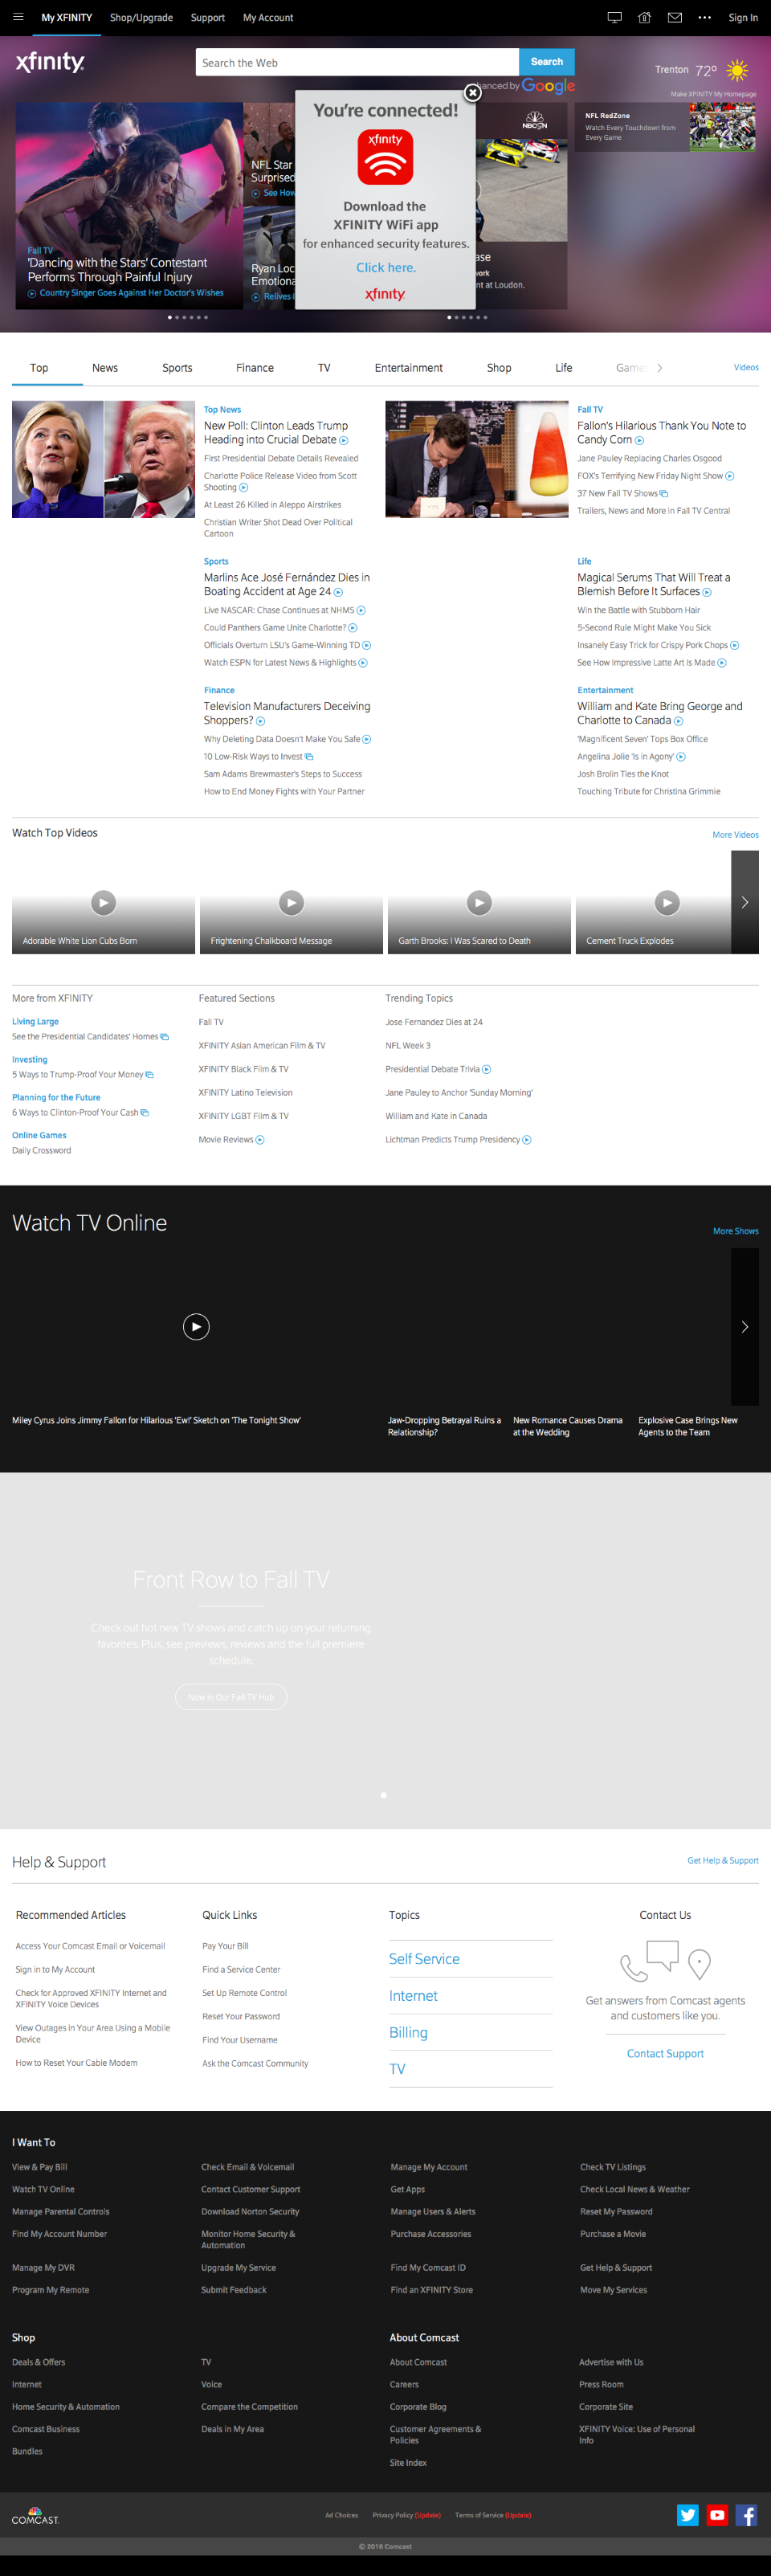 My XFINITY Shop/Upgrade Support My Account Sign In
xfinity
Search the Web Search
hanced by Google
Trenton 72°
Make XFINITY My Homepage
You're connected!
xfinity
Download the
XFINITY WiFi app
for enhanced security features.
Click here.
xfinity
Fall TV
'Dancing with the Stars' Contestant
Performs Through Painful Injury
Country Singer Goes Against Her Doctor's Wishes
NFL Star
Surprised
See How
Ryan Loc
Emotiona
Relives
NBCSN
ase
work
nt at Loudon.
NFL RedZone
Watch Every Touchdown from
Every Game
Top News Sports Finance TV Entertainment Shop Life Game Videos
Top News
New Poll: Clinton Leads Trump
Heading into Crucial Debate
First Presidential Debate Details Revealed
Charlotte Police Release Video from Scott
Shooting
At Least 26 Killed in Aleppo Airstrikes
Christian Writer Shot Dead Over Political
Cartoon
Fall TV
Fallon's Hilarious Thank You Note to
Candy Corn
Jane Pauley Replacing Charles Osgood
FOX's Terrifying New Friday Night Show
37 New Fall TV Shows
Trailers, News and More in Fall TV Central
Sports
Marlins Ace José Fernández Dies in
Boating Accident at Age 24
Live NASCAR: Chase Continues at NHMS
Could Panthers Game Unite Charlotte?
Officials Overturn LSU's Game-Winning TD
Watch ESPN for Latest News & Highlights
Life
Magical Serums That Will Treat a
Blemish Before It Surfaces
Win the Battle with Stubborn Hair
5-Second Rule Might Make You Sick
Insanely Easy Trick for Crispy Pork Chops
See How Impressive Latte Art Is Made
Finance
Television Manufacturers Deceiving
Shoppers?
Why Deleting Data Doesn't Make You Safe
10 Low-Risk Ways to Invest
Sam Adams Brewmaster's Steps to Success
How to End Money Fights with Your Partner
Entertainment
William and Kate Bring George and
Charlotte to Canada
'Magnificent Seven' Tops Box Office
Angelina Jolie 'Is in Agony'
Josh Brolin Ties the Knot
Touching Tribute for Christina Grimmie
Watch Top Videos More Videos
Adorable White Lion Cubs Born
Frightening Chalkboard Message
Garth Brooks: I Was Scared to Death
Cement Truck Explodes
More from XFINITY
Living Large
See the Presidential Candidates' Homes
Investing
5 Ways to Trump-Proof Your Money
Planning for the Future
6 Ways to Clinton-Proof Your Cash
Online Games
Daily Crossword
Featured Sections
Fall TV
XFINITY Asian American Film & TV
XFINITY Black Film & TV
XFINITY Latino Television
XFINITY LGBT Film & TV
Movie Reviews
Trending Topics
Jose Fernandez Dies at 24
NFL Week 3
Presidential Debate Trivia
Jane Pauley to Anchor 'Sunday Morning'
William and Kate in Canada
Lichtman Predicts Trump Presidency
Watch TV Online
More Shows
Miley Cyrus Joins Jimmy Fallon for Hilarious 'Ew!' Sketch on 'The Tonight Show'
Jaw-Dropping Betrayal Ruins a
Relationship?
New Romance Causes Drama
at the Wedding
Explosive Case Brings New
Agents to the Team
Front Row to Fall TV
Check out hot new TV shows and catch up on your returning
favorites. Plus, see previews, reviews and the full premiere
schedule.
Now in Our Fall TV Hub
Help & Support Get Help & Support
Recommended Articles
Access Your Comcast Email or Voicemail
Sign in to My Account
Check for Approved XFINITY Internet and
XFINITY Voice Devices
View Outages in Your Area Using a Mobile
Device
How to Reset Your Cable Modem
Quick Links
Pay Your Bill
Find a Service Center
Set Up Remote Control
Reset Your Password
Find Your Username
Ask the Comcast Community
Topics
Self Service
Internet
Billing
TV
Contact Us
Get answers from Comcast agents
and customers like you.
Contact Support
I Want To
View & Pay Bill Check Email & Voicemail Manage My Account Check TV Listings
Watch TV Online Contact Customer Support Get Apps Check Local News & Weather
Manage Parental Controls Download Norton Security Manage Users & Alerts Reset My Password
Find My Account Number Monitor Home Security & Purchase Accessories Purchase a Movie
Automation
Manage My DVR Upgrade My Service Find My Comcast ID Get Help & Support
Program My Remote Submit Feedback Find an XFINITY Store Move My Services
Shop About Comcast
Deals & Offers TV About Comcast Advertise with Us
Internet Voice Careers Press Room
Home Security & Automation Compare the Competition Corporate Blog Corporate Site
Comcast Business Deals in My Area Customer Agreements & XFINITY Voice: Use of Personal
Policies Info
Bundles
Site Index
COMCAST
Ad Choices Privacy Policy (Update) Terms of Service (Update)
© 2016 Comcast